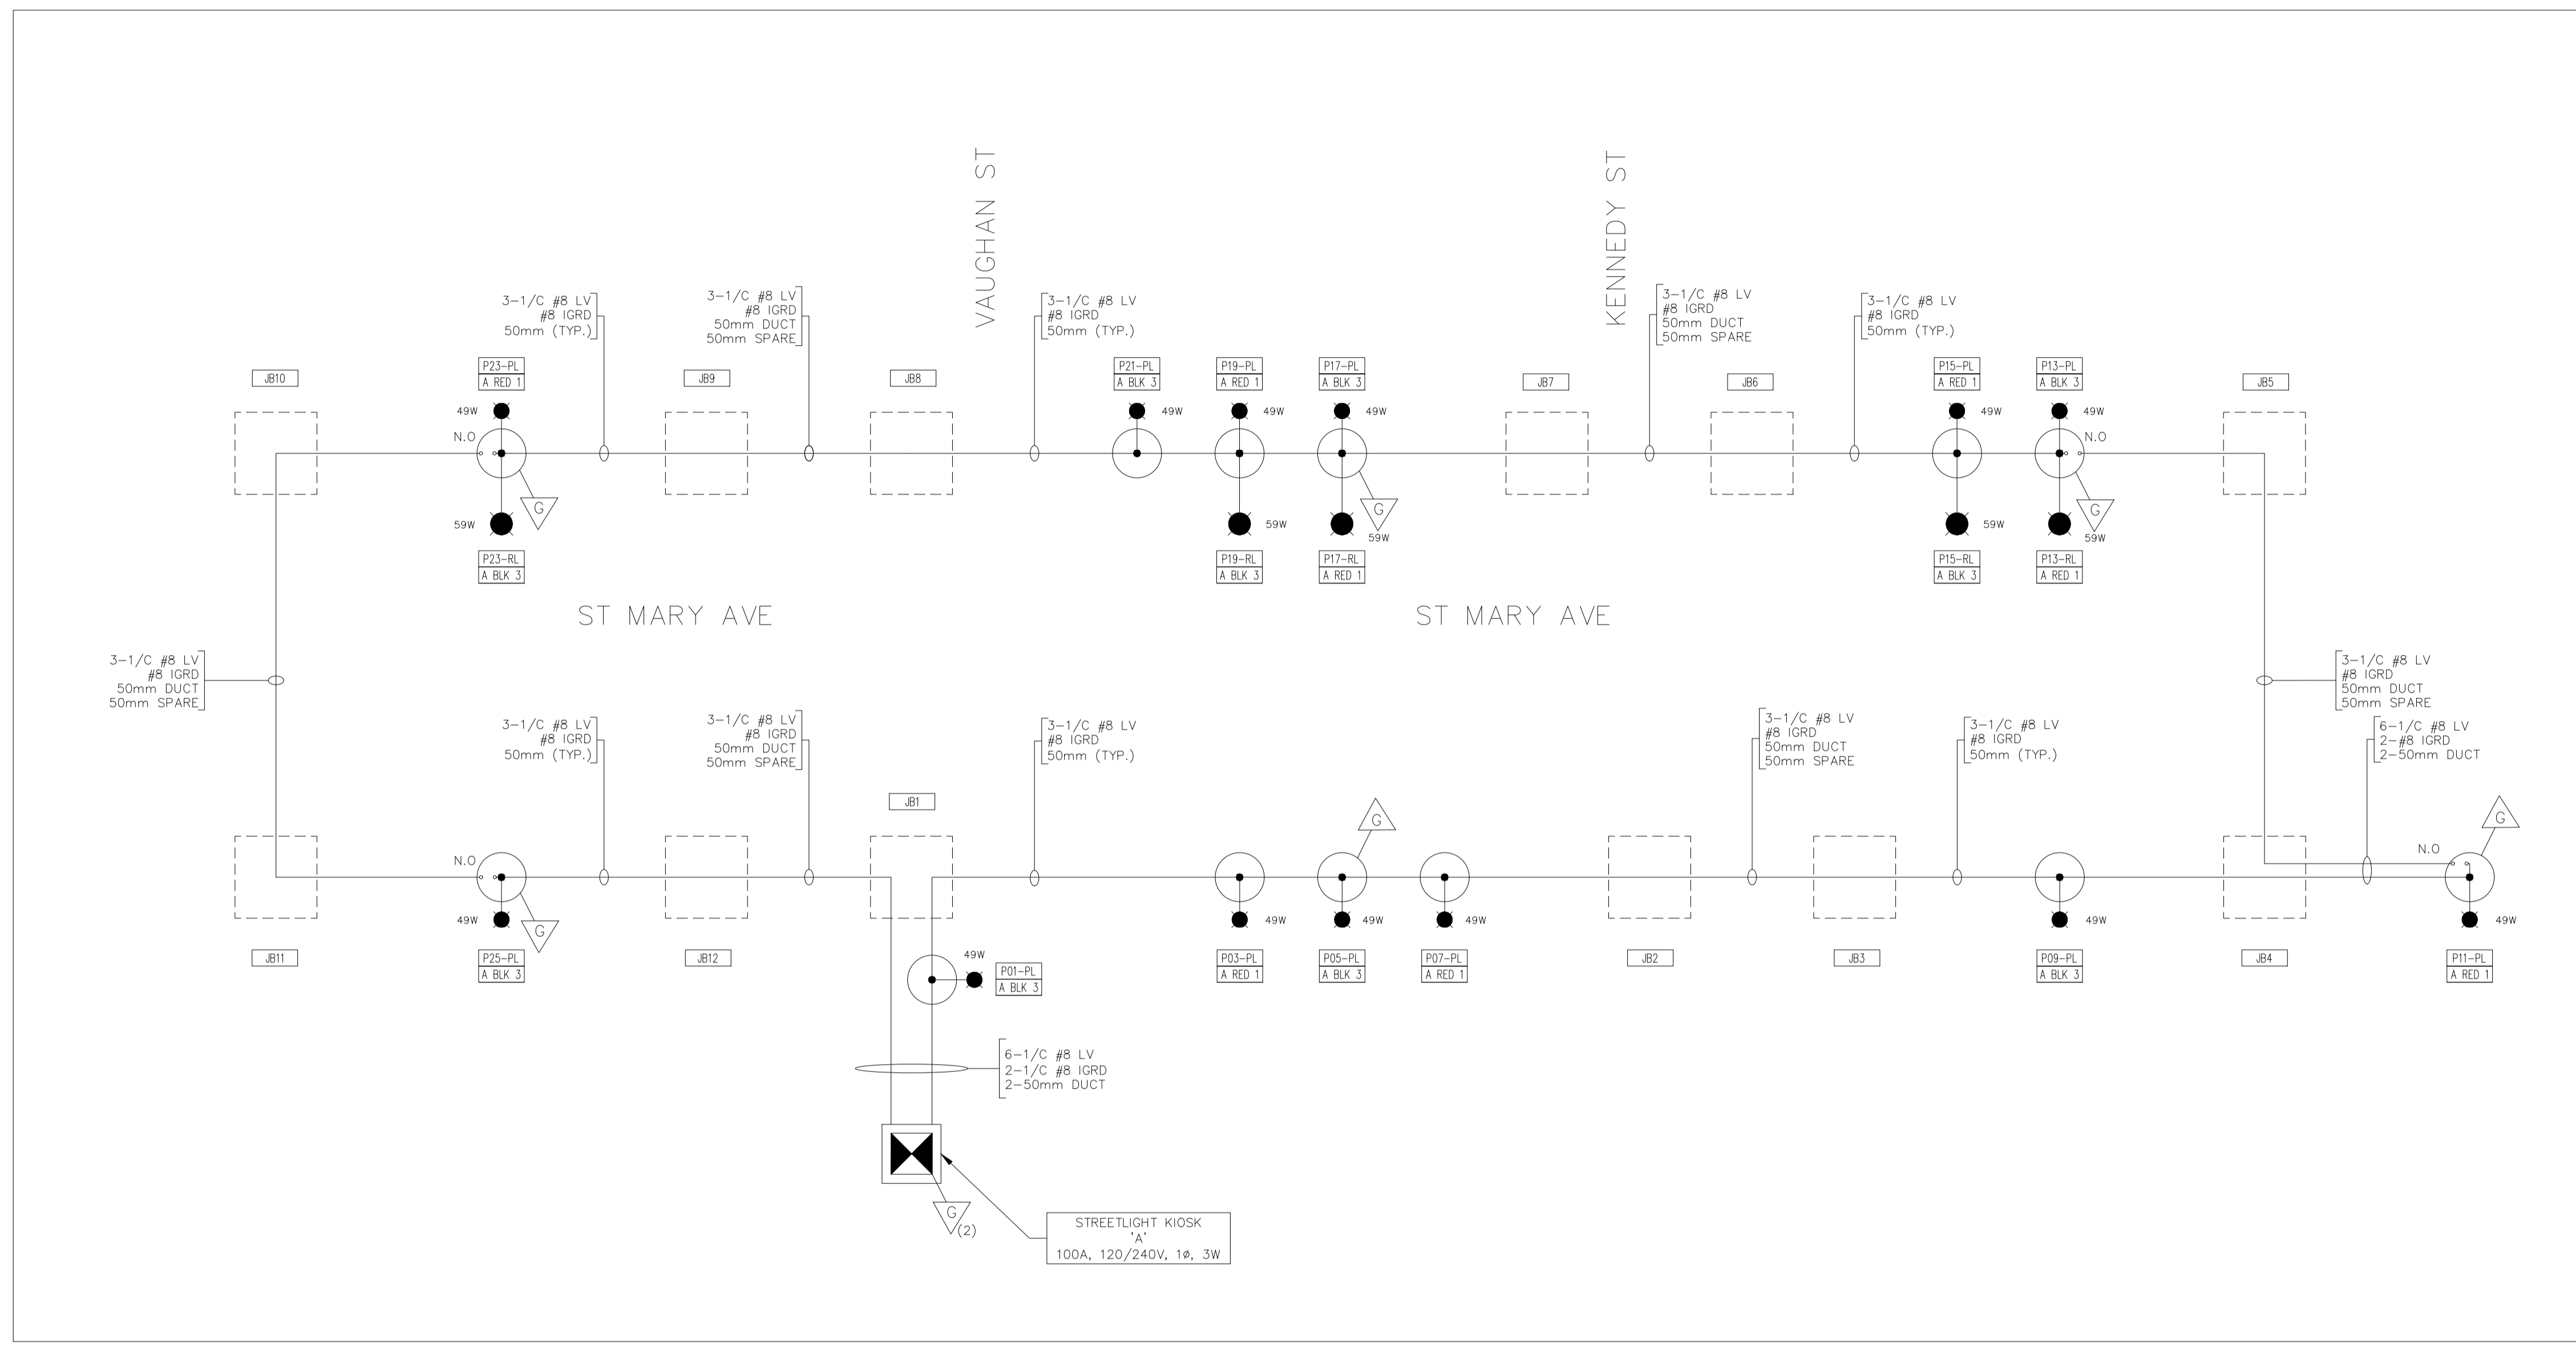 VAUGHAN ST
KENNEDY ST
3-1/C #8 LV
#8 IGRD
50mm (TYP.)
3-1/C #8 LV
#8 IGRD
50mm DUCT
50mm SPARE
3-1/C #8 LV
#8 IGRD
50mm (TYP.)
3-1/C #8 LV
#8 IGRD
50mm DUCT
50mm SPARE
3-1/C #8 LV
#8 IGRD
50mm (TYP.)
JB10
P23-PL
A RED 1
JB9
JB8
P21-PL
A BLK 3
P19-PL
A RED 1
P17-PL
A BLK 3
JB7
JB6
P15-PL
A RED 1
P13-PL
A BLK 3
JB5
49W
49W
49W
49W
49W
49W
N.O
N.O
G
G
G
59W
59W
59W
59W
59W
P23-RL
A BLK 3
P19-RL
A BLK 3
P17-RL
A RED 1
P15-RL
A BLK 3
P13-RL
A RED 1
ST MARY AVE
ST MARY AVE
3-1/C #8 LV
#8 IGRD
50mm DUCT
50mm SPARE
3-1/C #8 LV
#8 IGRD
50mm DUCT
50mm SPARE
3-1/C #8 LV
#8 IGRD
50mm (TYP.)
3-1/C #8 LV
#8 IGRD
50mm DUCT
50mm SPARE
3-1/C #8 LV
#8 IGRD
50mm (TYP.)
3-1/C #8 LV
#8 IGRD
50mm DUCT
50mm SPARE
3-1/C #8 LV
#8 IGRD
50mm (TYP.)
6-1/C #8 LV
2-#8 IGRD
2-50mm DUCT
JB1
G
G
N.O
N.O
49W
G
49W
49W
49W
49W
49W
JB11
P25-PL
A BLK 3
JB12
49W
P01-PL
A BLK 3
P03-PL
A RED 1
P05-PL
A BLK 3
P07-PL
A RED 1
JB2
JB3
P09-PL
A BLK 3
JB4
P11-PL
A RED 1
6-1/C #8 LV
2-1/C #8 IGRD
2-50mm DUCT
G
(2)
STREETLIGHT KIOSK
'A'
100A, 120/240V, 1ø, 3W